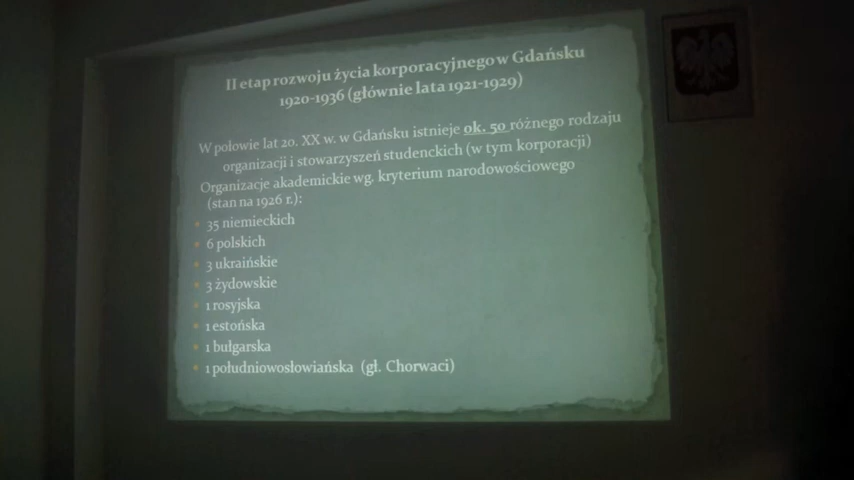 II etap rozwoju życia korporacyjnego w Gdańsku
1920-1936 (głównie lata 1921-1929)
W połowie lat 20. XX w. w Gdańsku istnieje ok. 50 różnego rodzaju
organizacji i stowarzyszeń studenckich (w tym korporacji)
Organizacje akademickie wg. kryterium narodowościowego
(stan na 1926 r.):
35 niemieckich
6 polskich
3 ukraińskie
3 żydowskie
1 rosyjska
1 estońska
1 bułgarska
1 południowosłowiańska (gł. Chorwaci)